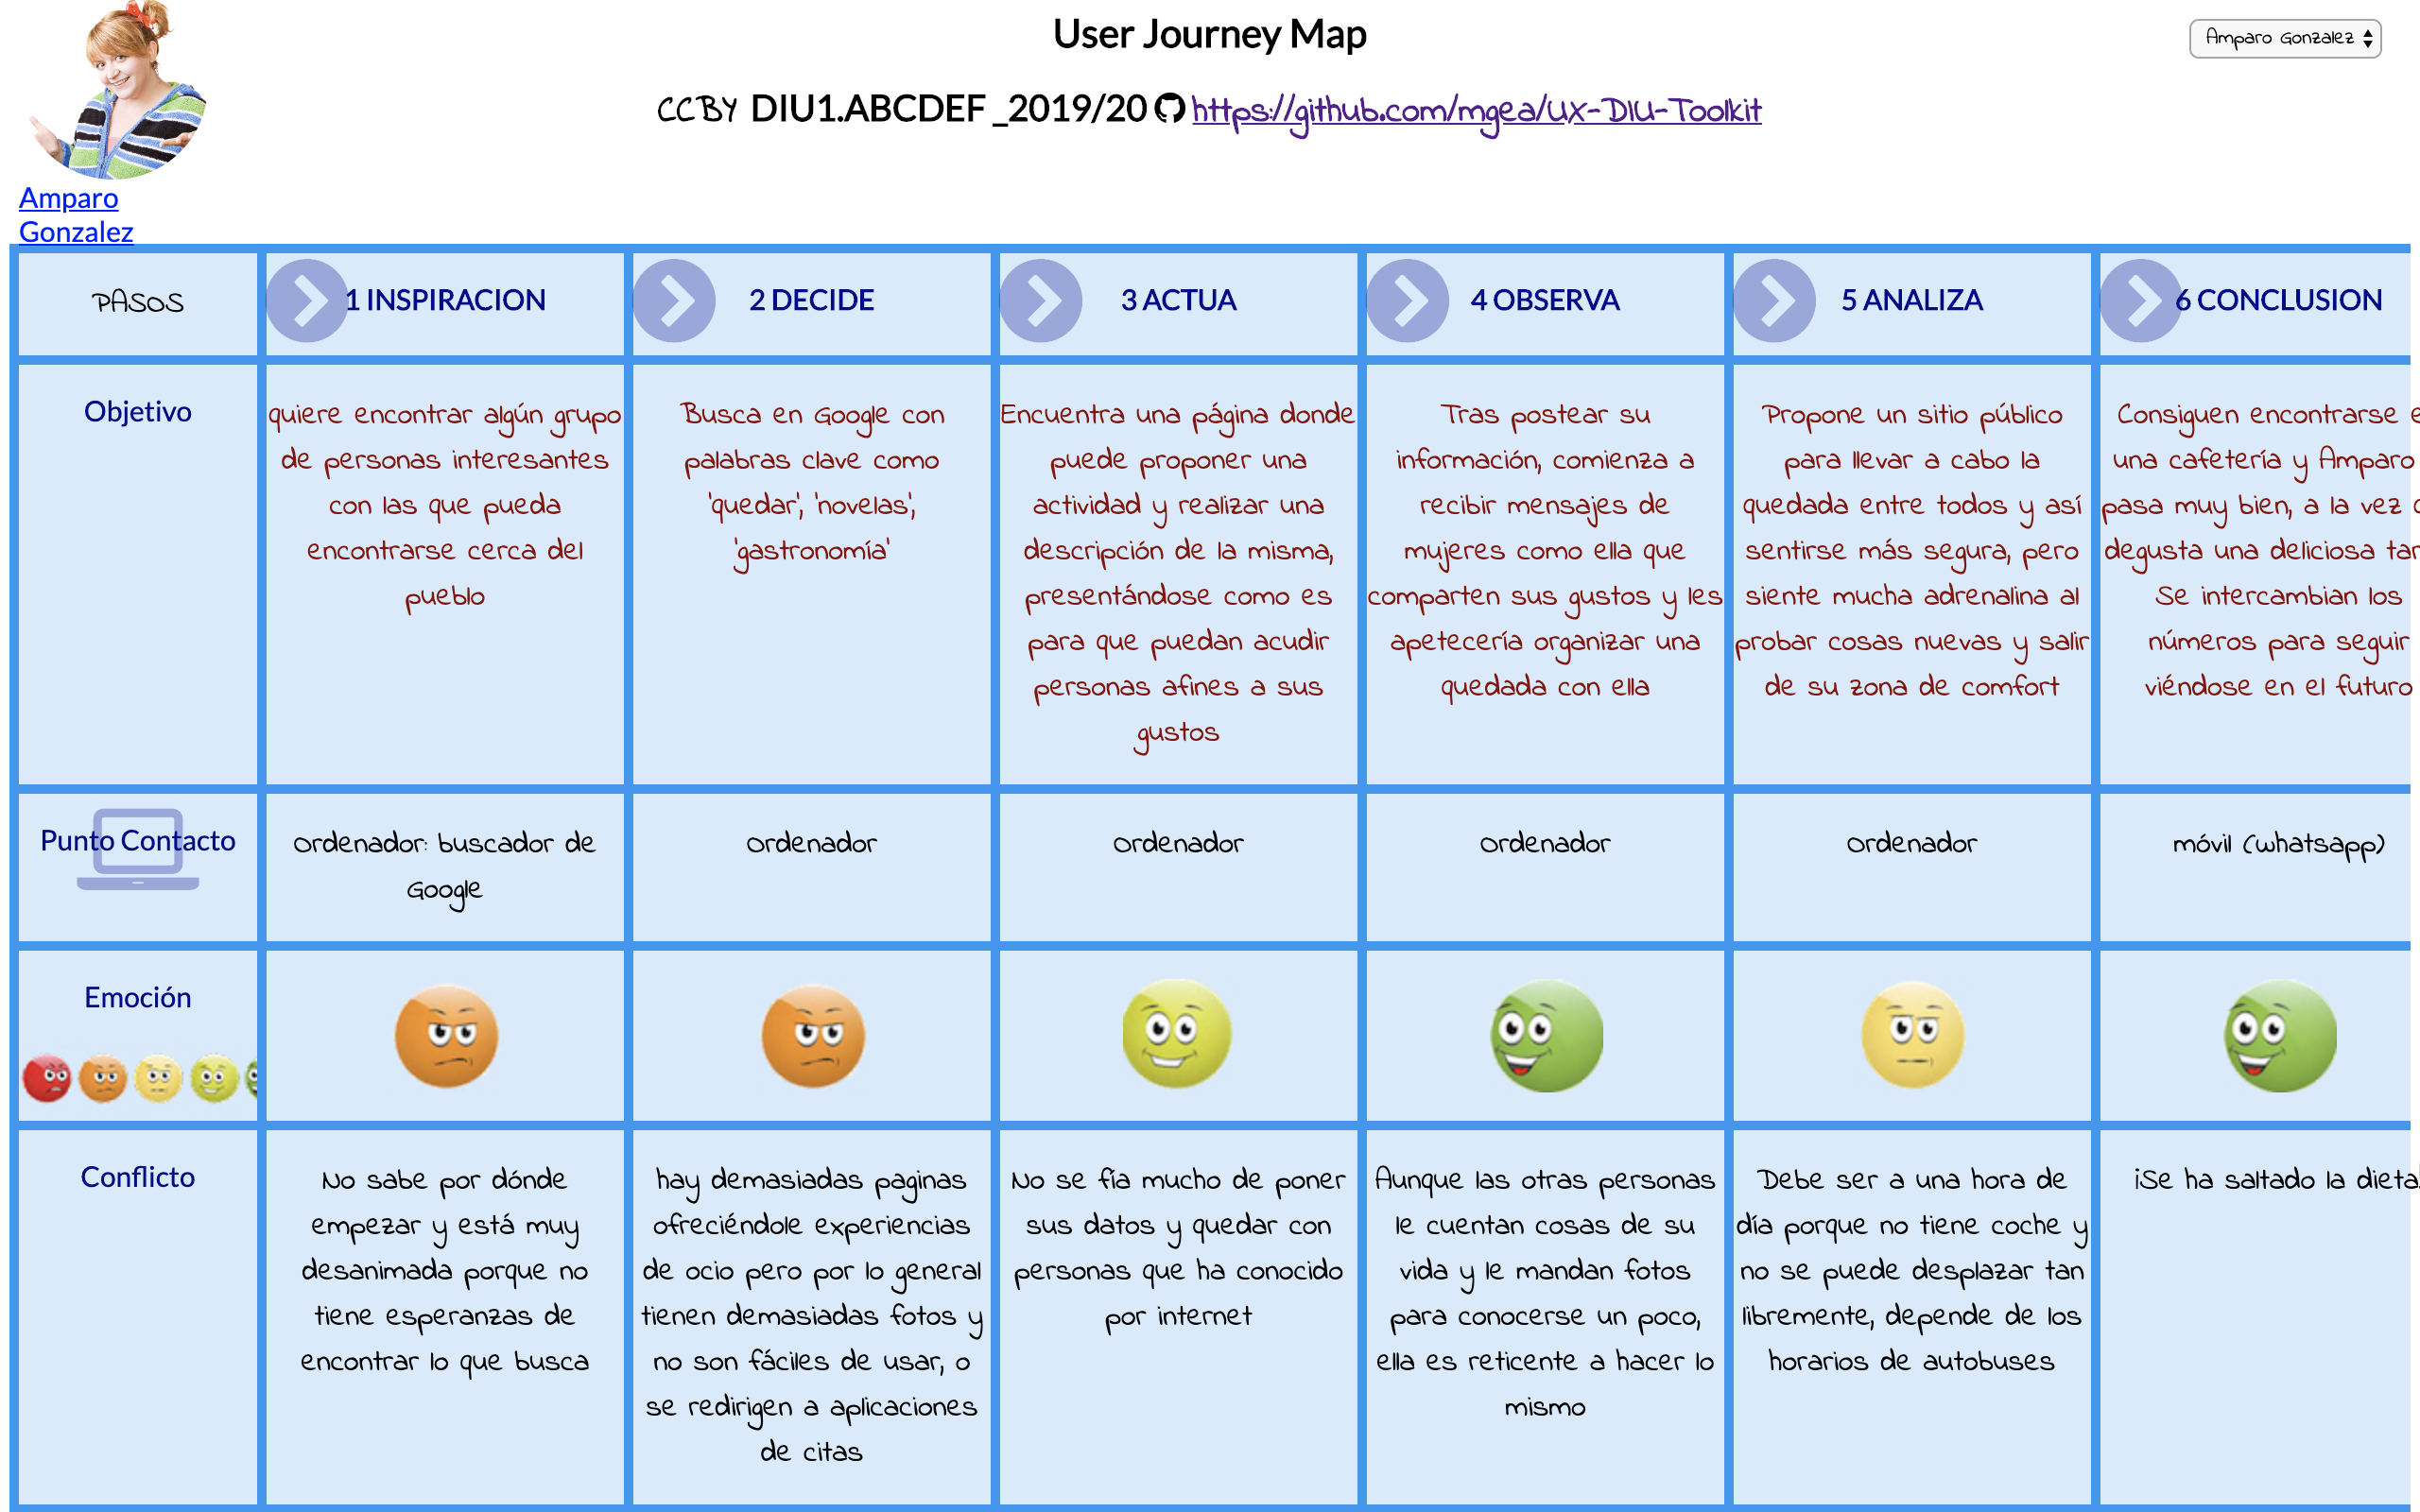 User Journey Map
Amparo Gonzalez
CCBY DIU1.ABCDEF_2019/20 https://github.com/mgea/UX-DIU-Toolkit
Amparo
Gonzalez
PASOS
1 INSPIRACION
2 DECIDE
3 ACTUA
4 OBSERVA
5 ANALIZA
6 CONCLUSION
Objetivo
quiere encontrar algún grupo
de personas interesantes
con las que pueda
encontrarse cerca del
pueblo
Busca en Google con
palabras clave como
'quedar', 'novelas',
'gastronomía'
Encuentra una página donde
puede proponer una
actividad y realizar una
descripción de la misma,
presentándose como es
para que puedan acudir
personas afines a sus
gustos
Tras postear su
información, comienza a
recibir mensajes de
mujeres como ella que
comparten sus gustos y les
apetecería organizar una
quedada con ella
Propone un sitio público
para llevar a cabo la
quedada entre todos y así
sentirse más segura, pero
siente mucha adrenalina al
probar cosas nuevas y salir
de su zona de comfort
Consiguen encontrarse
una cafetería y Amparo
pasa muy bien, a la vez
degusta una deliciosa
Se intercambian los
números para seguir
viéndose en el futuro
Punto Contacto
Ordenador: buscador de
Google
Ordenador
Ordenador
Ordenador
Ordenador
móvil (whatsapp)
Emoción
Conflicto
No sabe por dónde
empezar y está muy
desanimada porque no
tiene esperanzas de
encontrar lo que busca
hay demasiadas paginas
ofreciéndole experiencias
de ocio pero por lo general
tienen demasiadas fotos y
no son fáciles de usar, o
se redirigen a aplicaciones
de citas
No se fía mucho de poner
sus datos y quedar con
personas que ha conocido
por internet
Aunque las otras personas
le cuentan cosas de su
vida y le mandan fotos
para conocerse un poco,
ella es reticente a hacer lo
mismo
Debe ser a una hora de
día porque no tiene coche y
no se puede desplazar tan
libremente, depende de los
horarios de autobuses
¡Se ha saltado la dieta!